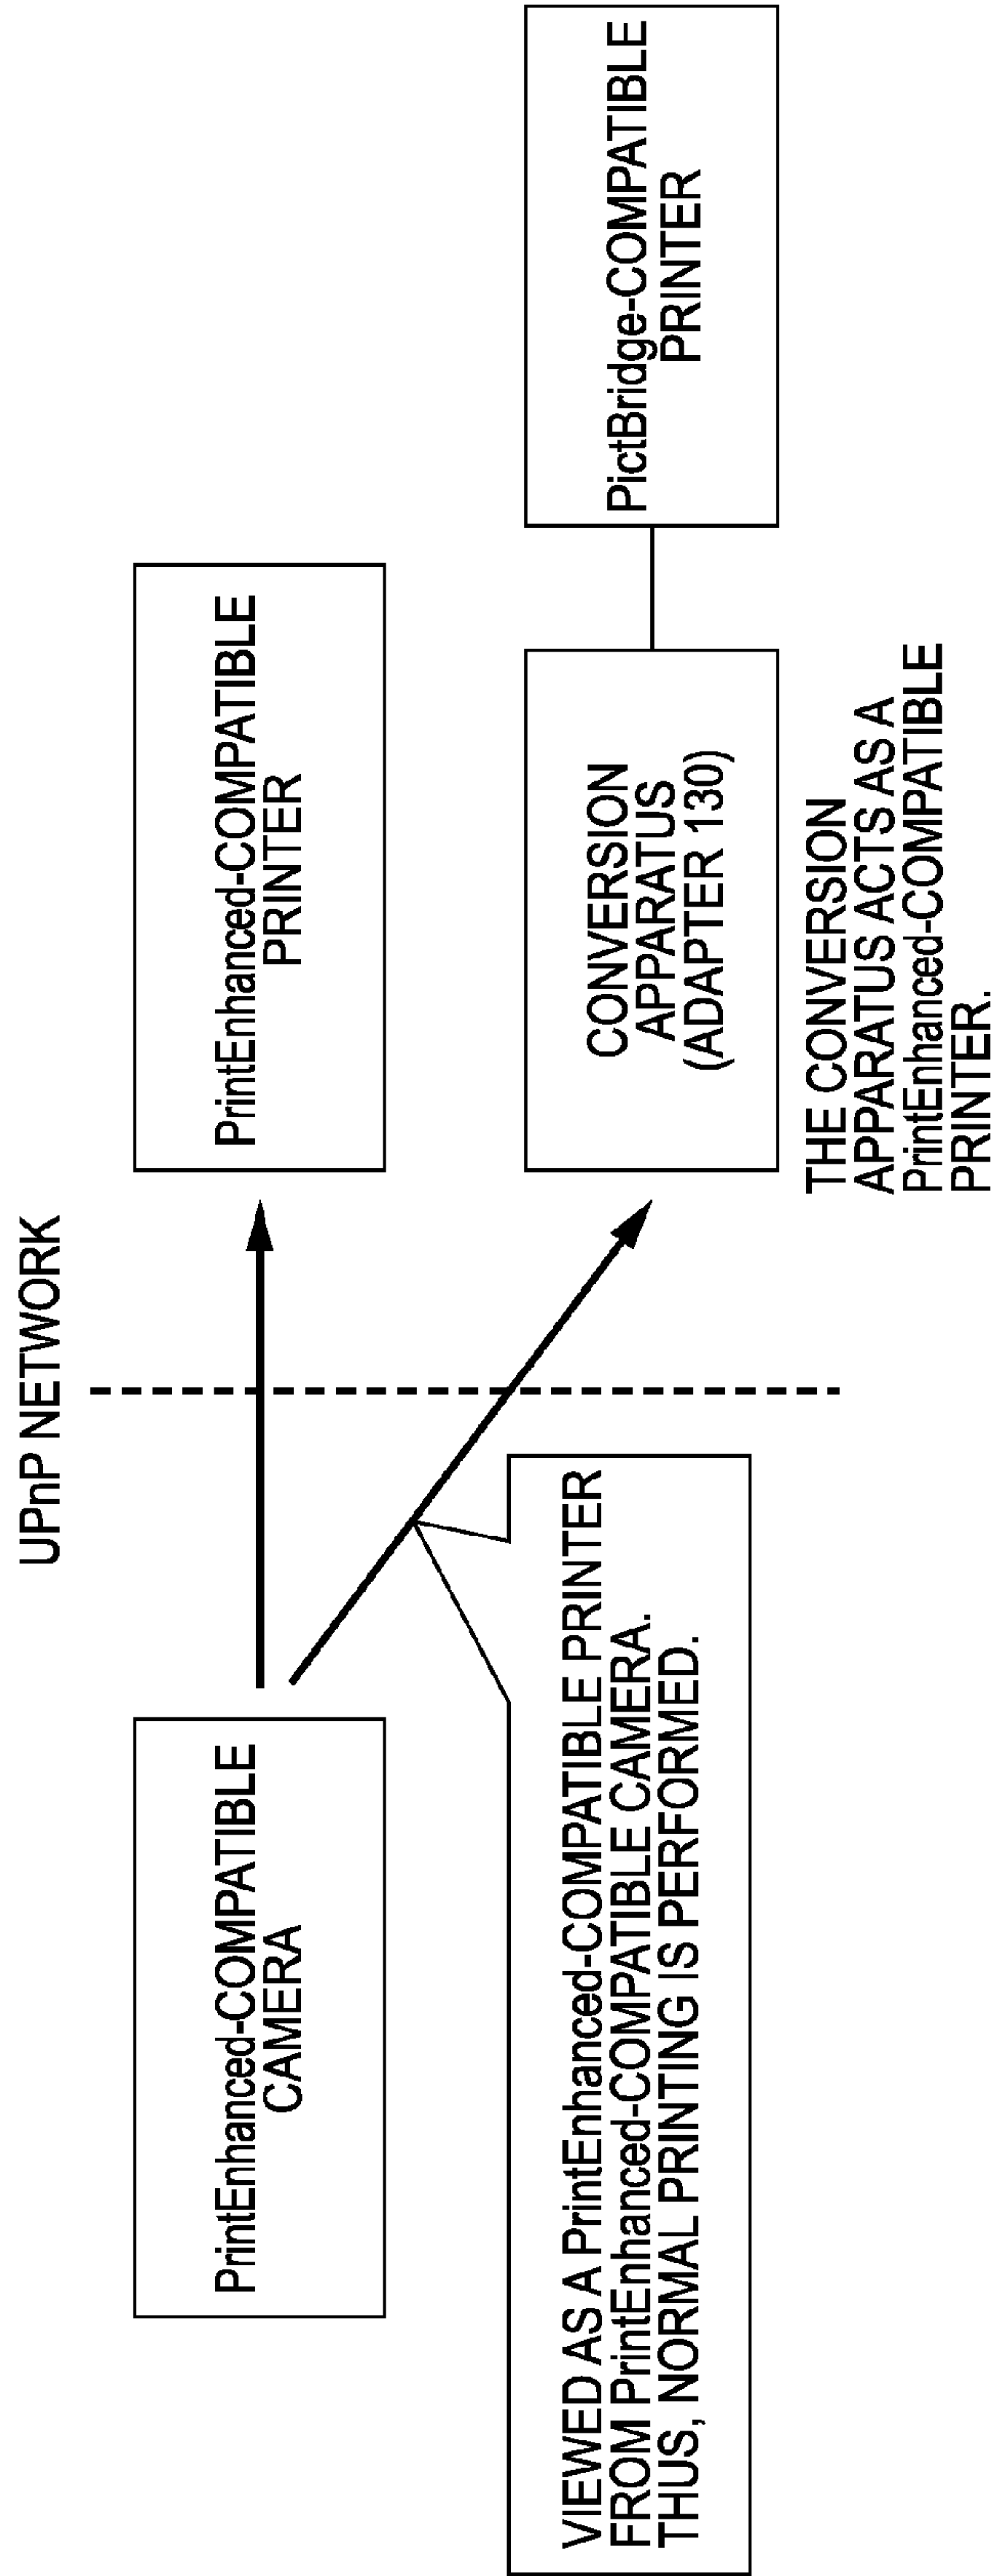 UPnP NETWORK
PrintEnhanced-COMPATIBLE
CAMERA
PrintEnhanced-COMPATIBLE
PRINTER
VIEWED AS A PrintEnhanced-COMPATIBLE PRINTER
FROM PrintEnhanced-COMPATIBLE CAMERA.
THUS, NORMAL PRINTING IS PERFORMED.
CONVERSION
APPARATUS
(ADAPTER 130)
PictBridge-COMPATIBLE
PRINTER
THE CONVERSION
APPARATUS ACTS AS A
PrintEnhanced-COMPATIBLE
PRINTER.